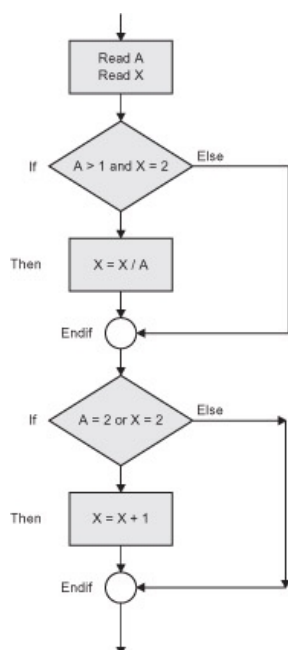 Read A
Read X
If
A > 1 and X = 2
Else
Then
X = X / A
Endif
If
A = 2 or X = 2
Else
Then
X = X + 1
Endif